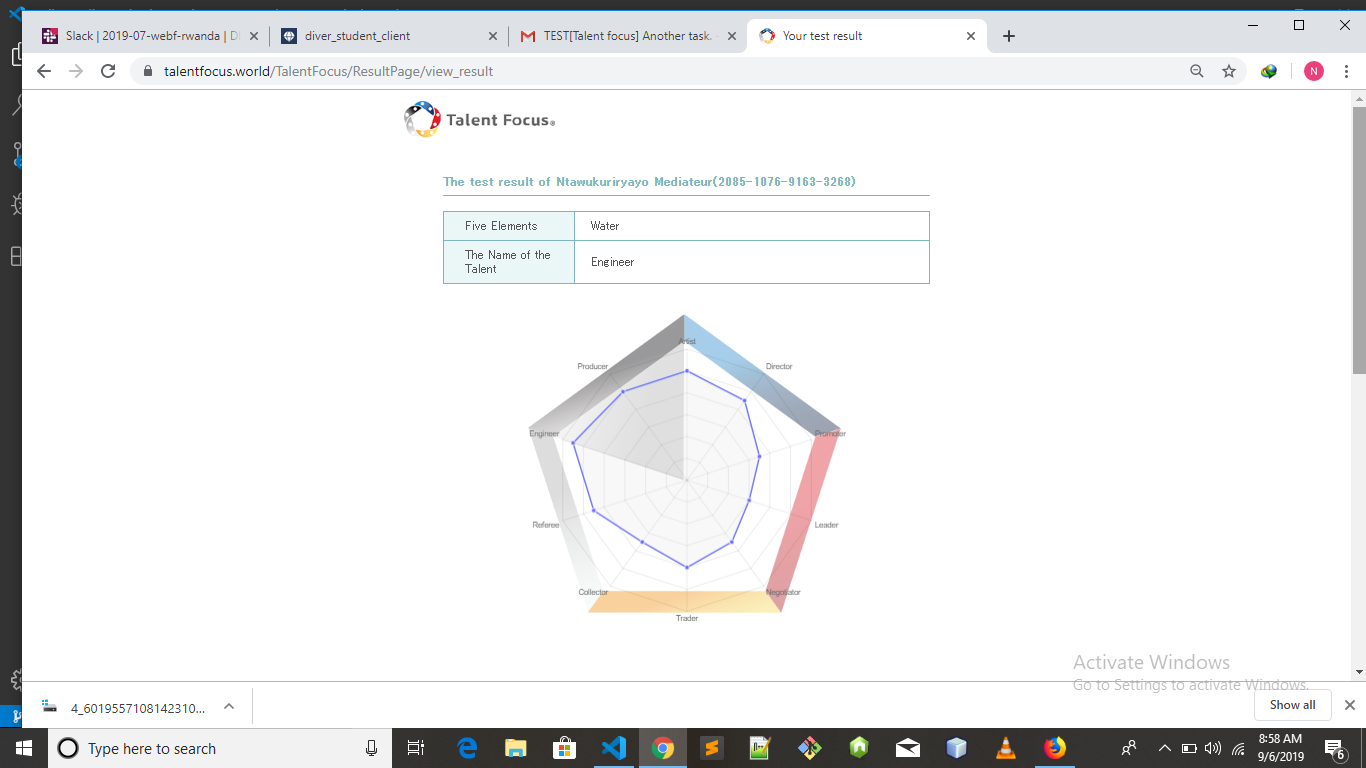 Slack | 2019-07-webf-rwanda |
diver_student_client
TEST[Talent focus] Another task.
Your test result
talentfocus.world/TalentFocus/ResultPage/view_result
N
Talent Focus®
The test result of Ntawukuriryayo Mediateur(2085-1076-9163-3268)
Five Elements Water
The Name of the
Talent
Engineer
Artist
Producer Director
Engineer Promoter
Referee Leader
Collector Negotiator
Trader
Activate Windows
Go to Settings to activate Windows.
4_6019557108142310...
Show all
Type here to search
8:58 AM
9/6/2019
6